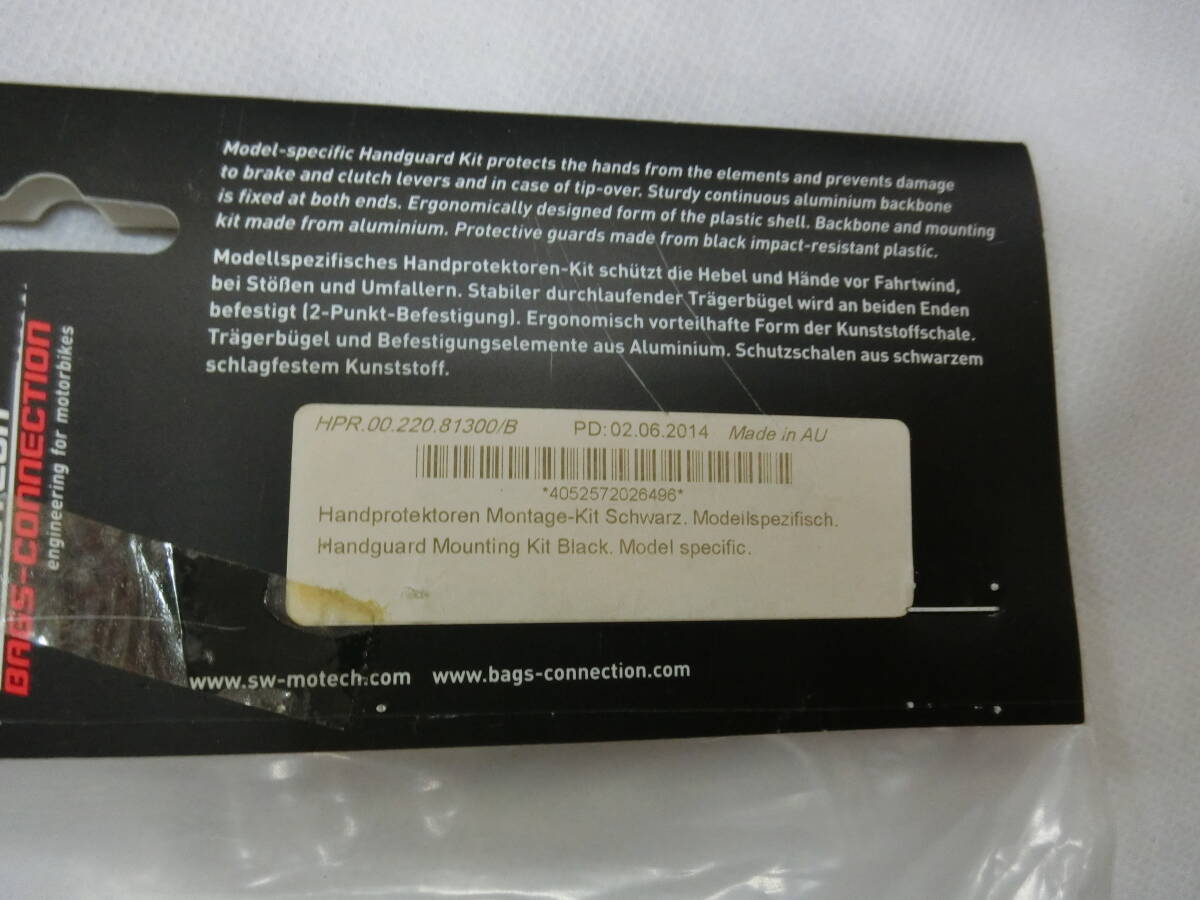 Model-specific Handguard Kit protects the hands from the elements and prevents damage
to brake and clutch levers and in case of tip-over. Sturdy continuous aluminium backbone
is fixed at both ends. Ergonomically designed form of the plastic shell. Backbone and mounting
kit made from aluminium. Protective guards made from black impact-resistant plastic.
Modellspezifisches Handprotektoren-Kit schützt die Hebel und Hände vor Fahrtwind,
bei Stößen und Umfallern. Stabiler durchlaufender Trägerbügel wird an beiden Enden
befestigt (2-Punkt-Befestigung). Ergonomisch vorteilhafte Form der Kunststoffschale.
Trägerbügel und Befestigungselemente aus Aluminium. Schutzschalen aus schwarzem
schlagfestem Kunststoff.
BAGS-CONNECTION
engineering for motorbikes
HPR.00.220.81300/B PD: 02.06.2014 Made in AU
*4052572026496*
Handprotektoren Montage-Kit Schwarz. Modellspezifisch.
Handguard Mounting Kit Black. Model specific.
www.sw-motech.com www.bags-connection.com